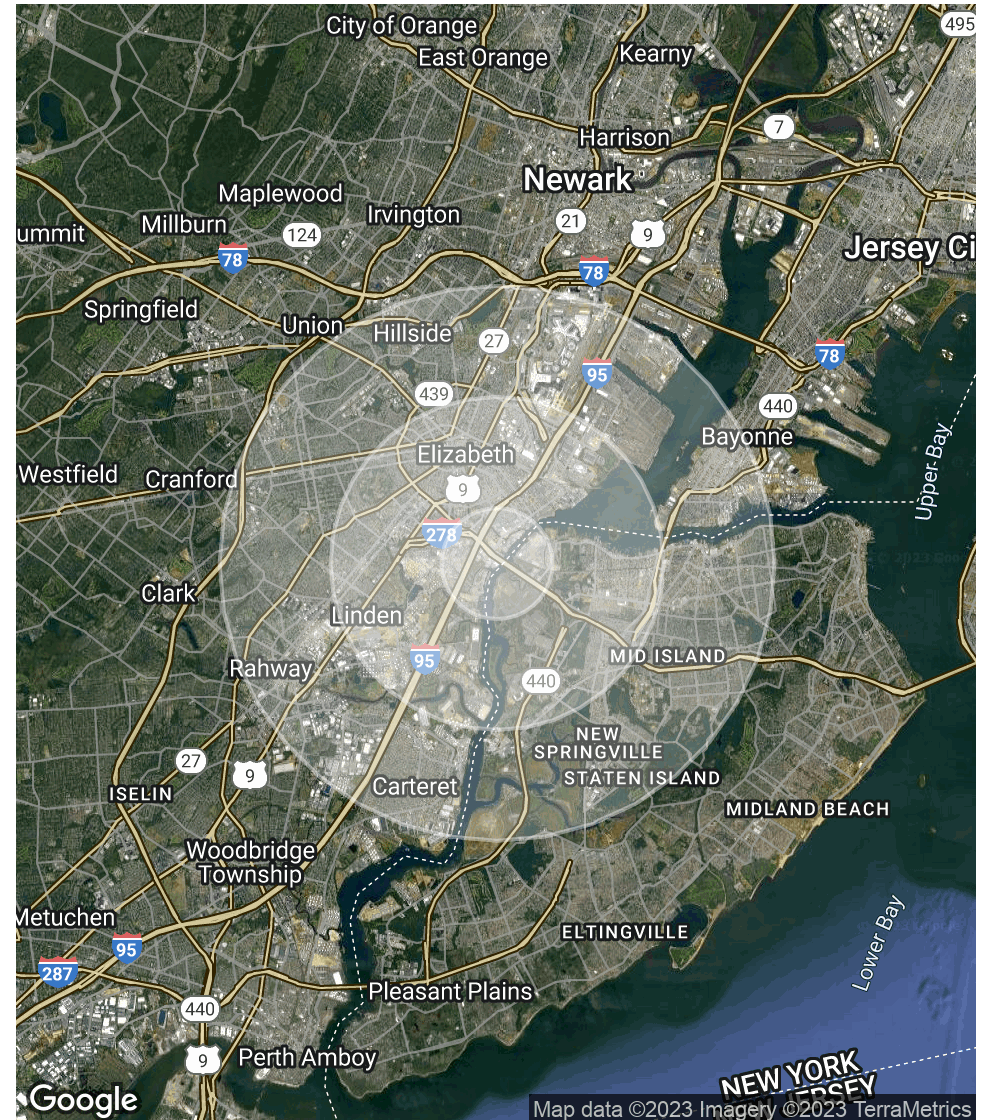 City of Orange
495
East Orange
Kearny
7
Harrison
Newark
Maplewood
Irvington
21
Millburn
ummit
124
9
Jersey Ci
78
78
Springfield
Union
Hillside
27
78
95
439
440
Bayonne
Elizabeth
Westfield
Cranford
9
Upper Bay
278
Clark
Linden
MID ISLAND
95
Rahway
440
NEW
SPRINGVILLE
27
9
STATEN ISLAND
ISELIN
Carteret
MIDLAND BEACH
Woodbridge
Township
Metuchen
95
ELTINGVILLE
Lower Bay
287
Pleasant Plains
440
9
Perth Amboy
NEW YORK
NEW JERSEY
Google
Map data ©2023 Imagery ©2023 TerraMetrics